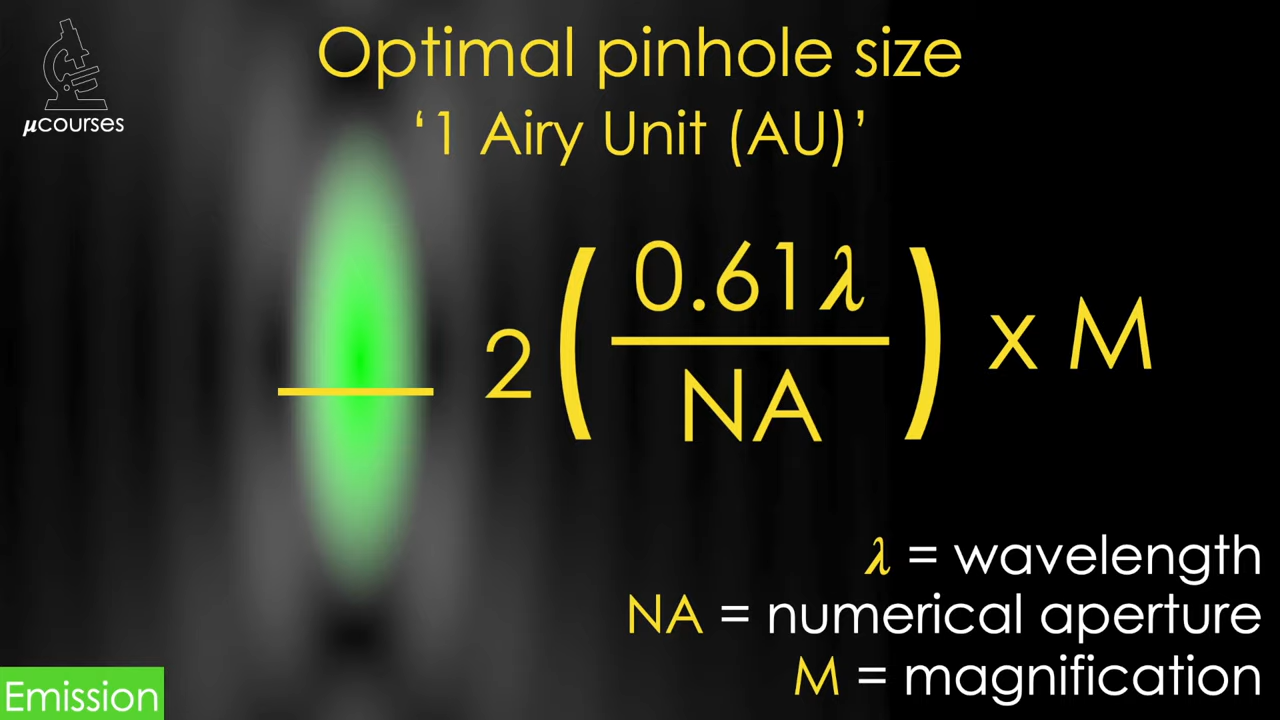 µcourses
Optimal pinhole size
‘1 Airy Unit (AU)’
2 ( 0.61λ / NA ) x M
λ = wavelength
NA = numerical aperture
M = magnification
Emission